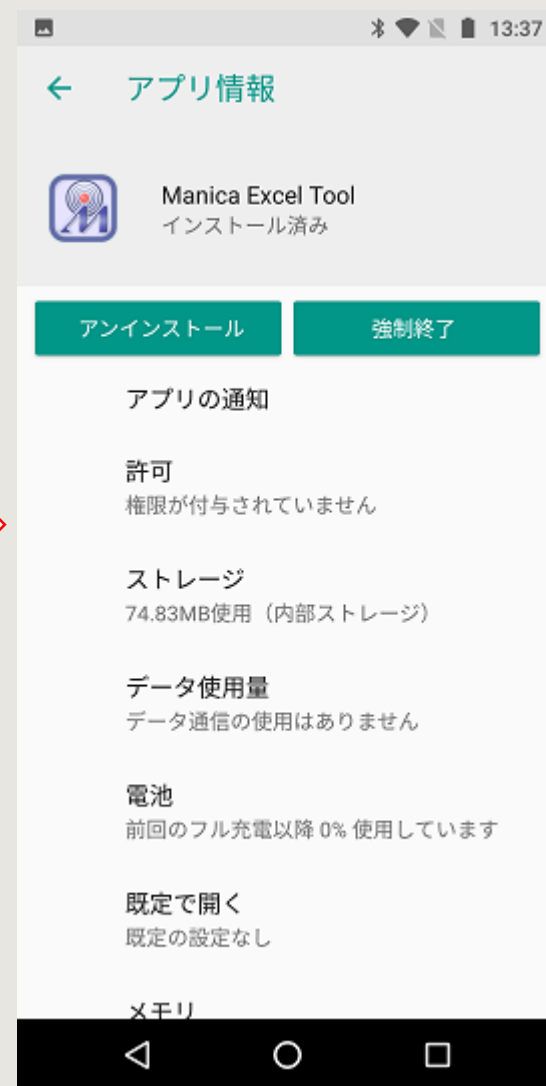 13:37
アプリ情報
Manica Excel Tool
インストール済み
アンインストール
強制終了
アプリの通知
許可
権限が付与されていません
ストレージ
74.83MB使用（内部ストレージ）
データ使用量
データ通信の使用はありません
電池
前回のフル充電以降 0% 使用しています
既定で開く
既定の設定なし
メモリ